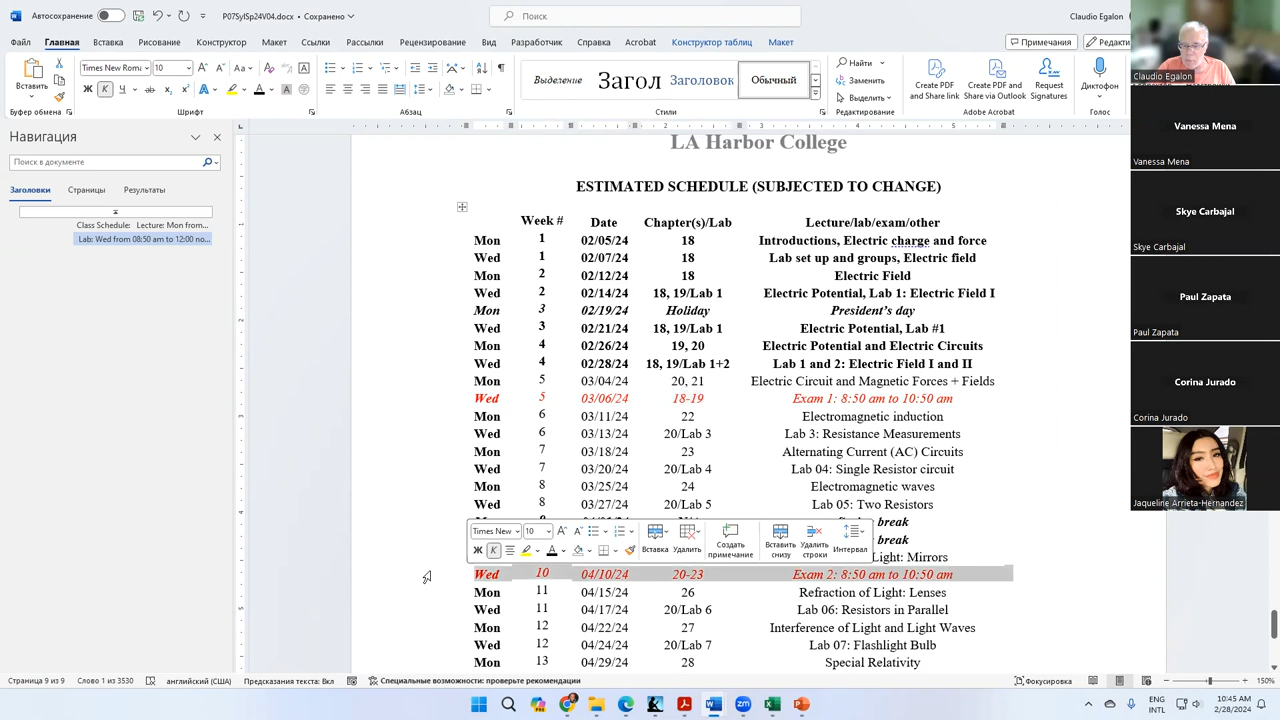 Автосохранение
P07SylSp24V04.docx • Сохранено
Поиск
Claudio Egalon
Файл Главная Вставка Рисование Конструктор Макет Ссылки Рассылки Рецензирование Вид Разработчик Справка Acrobat Конструктор таблиц Макет
Примечания
Вставить
Times New Roma 10
Ж К Ч
Выделение Загол Заголовок Обычный
Найти
Заменить
Выделить
Create PDF and Share link
Create PDF and Share via Outlook
Request Signatures
Диктофон
Буфер обмена Шрифт Абзац Стили Adobe Acrobat Голос
Навигация
Поиск в документе
Заголовки Страницы Результаты
Class Schedule: Lecture: Mon from...
Lab: Wed from 08:50 am to 12:00 no...
LA Harbor College
ESTIMATED SCHEDULE (SUBJECTED TO CHANGE)
Week # Date Chapter(s)/Lab Lecture/lab/exam/other
Mon 1 02/05/24 18 Introductions, Electric charge and force
Wed 1 02/07/24 18 Lab set up and groups, Electric field
Mon 2 02/12/24 18 Electric Field
Wed 2 02/14/24 18, 19/Lab 1 Electric Potential, Lab 1: Electric Field I
Mon 3 02/19/24 Holiday President’s day
Wed 3 02/21/24 18, 19/Lab 1 Electric Potential, Lab #1
Mon 4 02/26/24 19, 20 Electric Potential and Electric Circuits
Wed 4 02/28/24 18, 19/Lab 1+2 Lab 1 and 2: Electric Field I and II
Mon 5 03/04/24 20, 21 Electric Circuit and Magnetic Forces + Fields
Wed 5 03/06/24 18-19 Exam 1: 8:50 am to 10:50 am
Mon 6 03/11/24 22 Electromagnetic induction
Wed 6 03/13/24 20/Lab 3 Lab 3: Resistance Measurements
Mon 7 03/18/24 23 Alternating Current (AC) Circuits
Wed 7 03/20/24 20/Lab 4 Lab 04: Single Resistor circuit
Mon 8 03/25/24 24 Electromagnetic waves
Wed 8 03/27/24 20/Lab 5 Lab 05: Two Resistors
break
break
Light: Mirrors
Times New 10
Ж К
Вставка Удалить
Создать примечание
Вставить снизу
Удалить строки
Интервал
Wed 10 04/10/24 20-23 Exam 2: 8:50 am to 10:50 am
Mon 11 04/15/24 26 Refraction of Light: Lenses
Wed 11 04/17/24 20/Lab 6 Lab 06: Resistors in Parallel
Mon 12 04/22/24 27 Interference of Light and Light Waves
Wed 12 04/24/24 20/Lab 7 Lab 07: Flashlight Bulb
Mon 13 04/29/24 28 Special Relativity
Claudio Egalon
Vanessa Mena
Vanessa Mena
Skye Carbajal
Skye Carbajal
Paul Zapata
Paul Zapata
Corina Jurado
Corina Jurado
Jaqueline Arrieta-Hernandez
Страница 9 из 9 Слово 1 из 3530 английский (США) Предсказания текста: Вкл Специальные возможности: проверьте рекомендации Фокусировка 150%
ENG
INTL
10:45 AM
2/28/2024